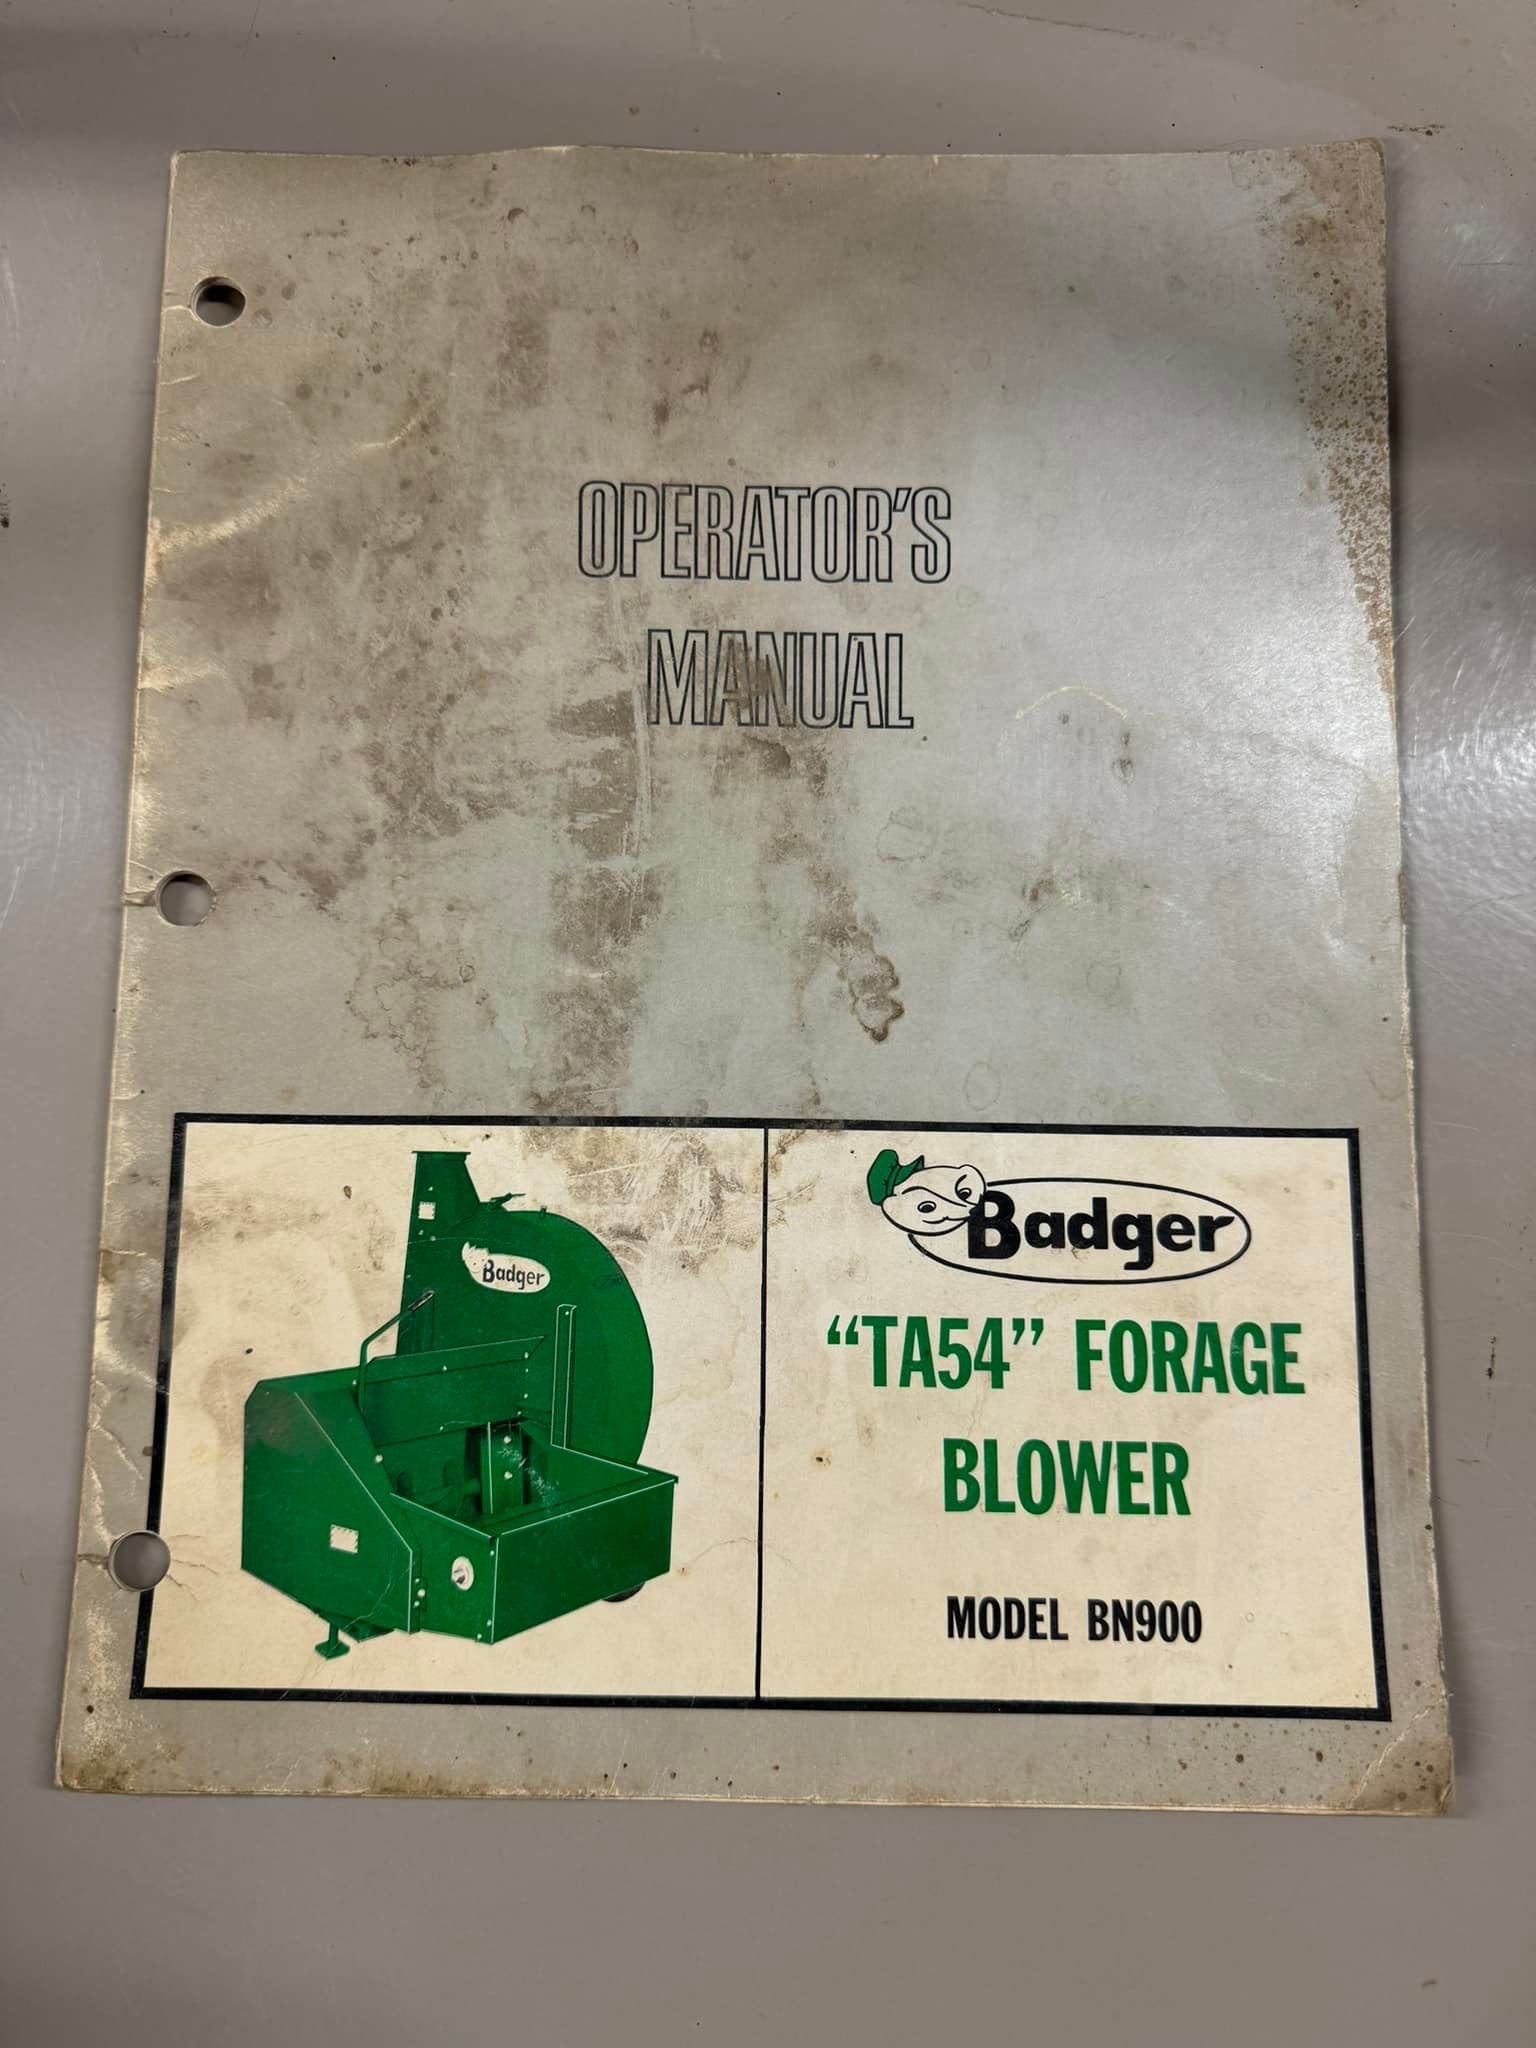 OPERATOR'S
MANUAL
Badger
Badger
"TA54" FORAGE
BLOWER
MODEL BN900